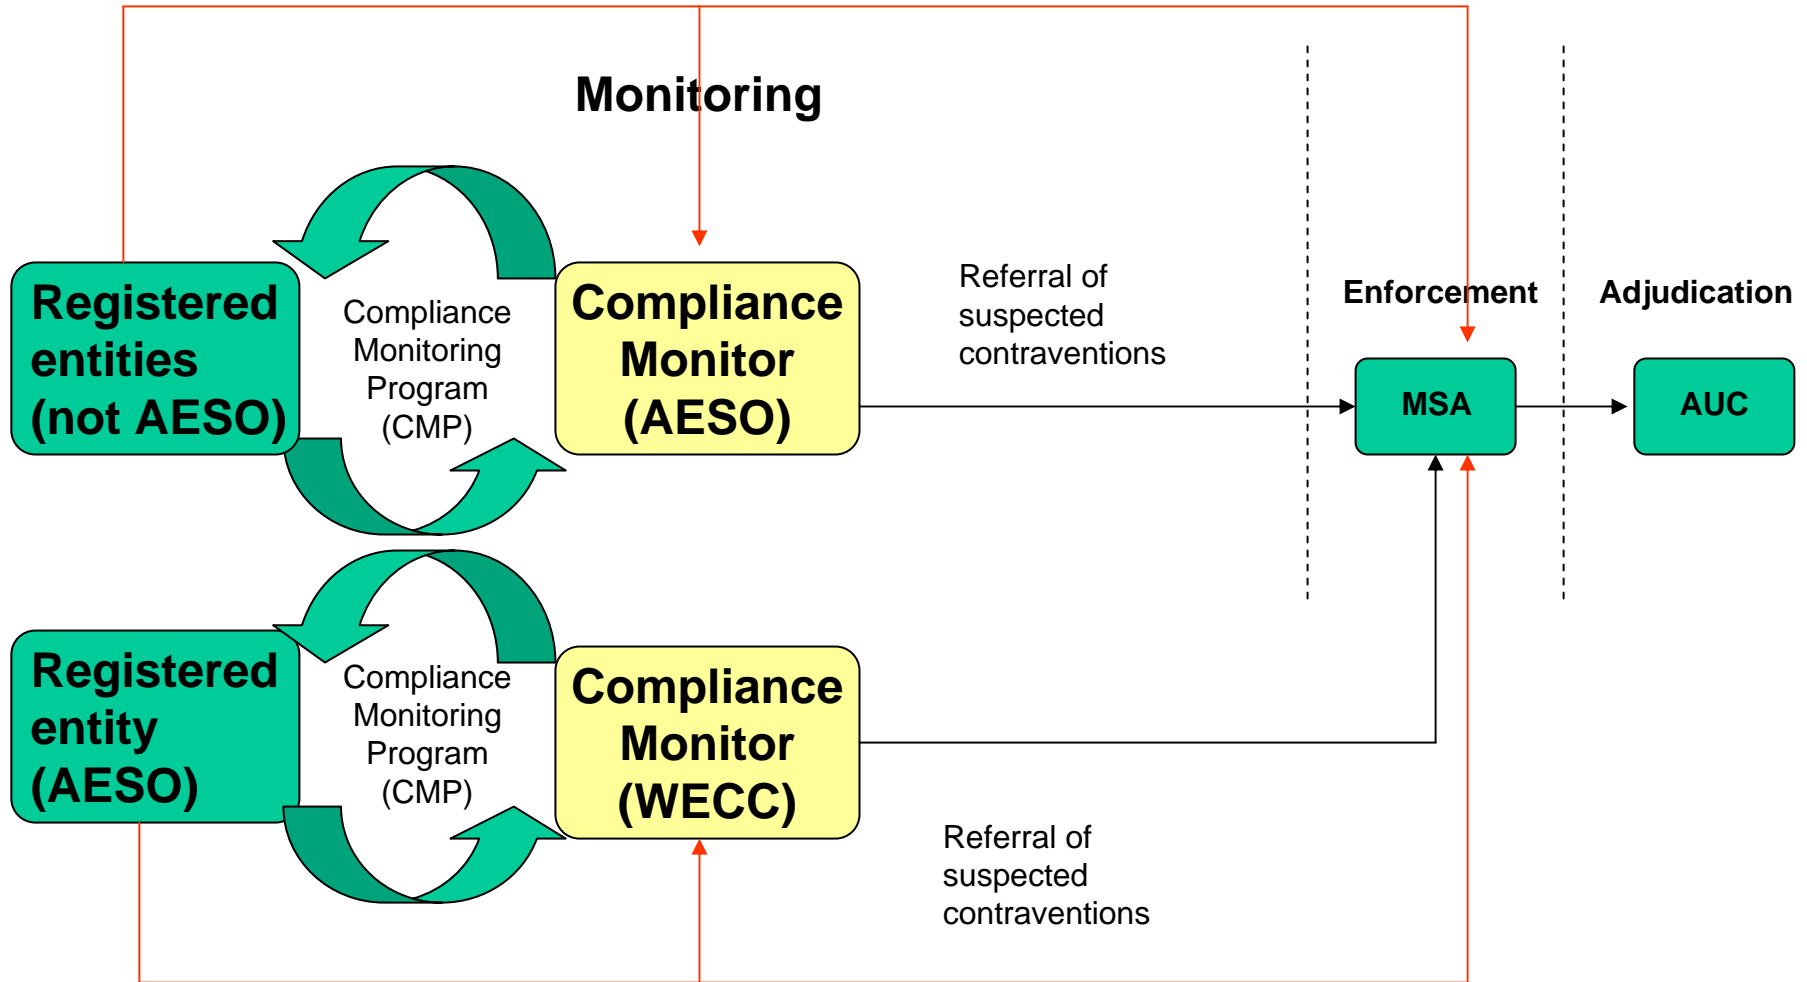 Monitoring
Registered
entities
(not AESO)
Compliance
Monitoring
Program
(CMP)
Compliance
Monitor
(AESO)
Referral of
suspected
contraventions
Enforcement
Adjudication
MSA
AUC
Registered
entity
(AESO)
Compliance
Monitoring
Program
(CMP)
Compliance
Monitor
(WECC)
Referral of
suspected
contraventions